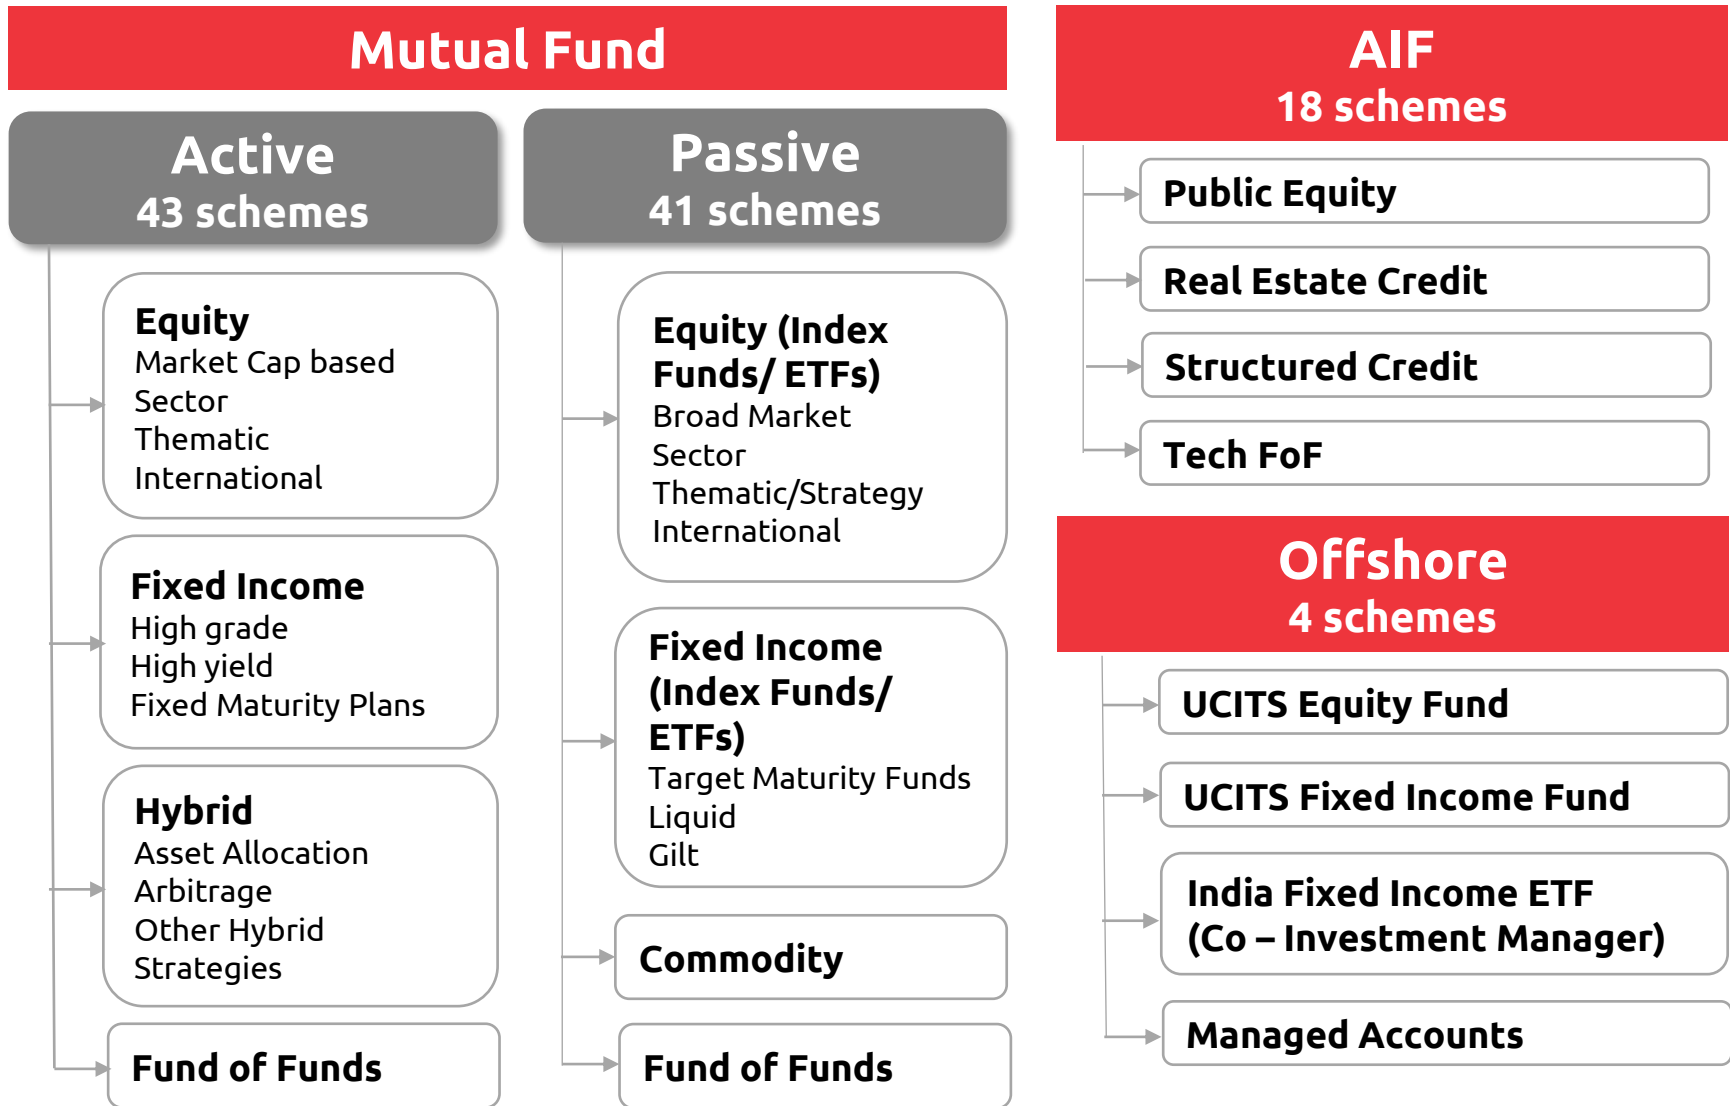 Mutual Fund
Active
43 schemes
Equity
Market Cap based
Sector
Thematic
International
Fixed Income
High grade
High yield
Fixed Maturity Plans
Hybrid
Asset Allocation
Arbitrage
Other Hybrid
Strategies
Fund of Funds
Passive
41 schemes
Equity (Index
Funds/ ETFs)
Broad Market
Sector
Thematic/Strategy
International
Fixed Income
(Index Funds/
ETFs)
Target Maturity Funds
Liquid
Gilt
Commodity
Fund of Funds
AIF
18 schemes
Public Equity
Real Estate Credit
Structured Credit
Tech FoF
Offshore
4 schemes
UCITS Equity Fund
UCITS Fixed Income Fund
India Fixed Income ETF
(Co – Investment Manager)
Managed Accounts